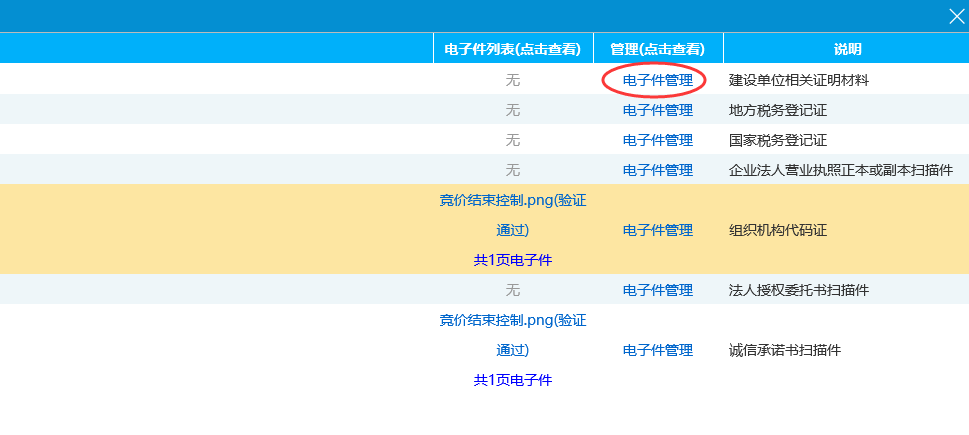 电子件列表(点击查看) 管理(点击查看) 说明
无 电子件管理 建设单位相关证明材料
无 电子件管理 地方税务登记证
无 电子件管理 国家税务登记证
无 电子件管理 企业法人营业执照正本或副本扫描件
竞价结束控制.png(验证
通过) 电子件管理 组织机构代码证
共1页电子件
无 电子件管理 法人授权委托书扫描件
竞价结束控制.png(验证
通过) 电子件管理 诚信承诺书扫描件
共1页电子件